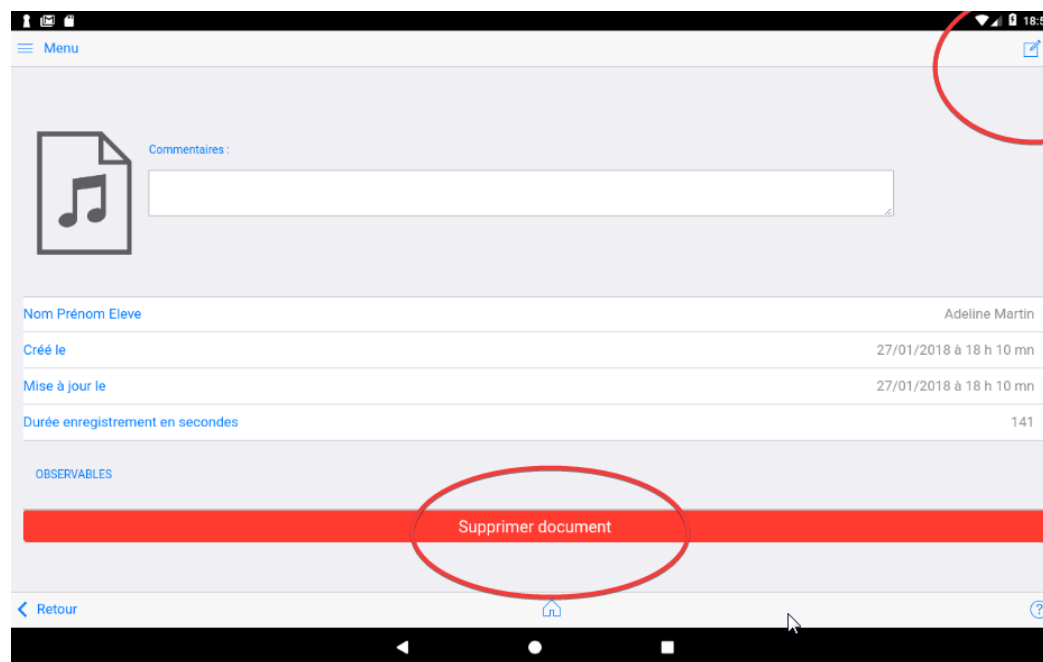 18:5
Menu
Commentaires :
Nom Prénom Eleve Adeline Martin
Créé le 27/01/2018 à 18 h 10 mn
Mise à jour le 27/01/2018 à 18 h 10 mn
Durée enregistrement en secondes 141
OBSERVABLES
Supprimer document
Retour
?